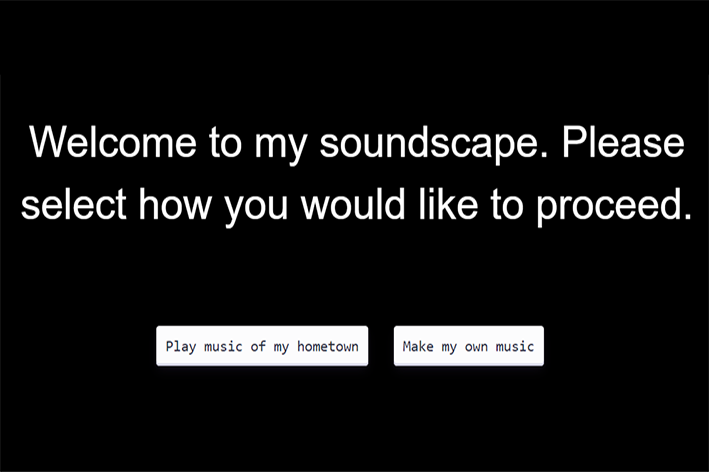 Welcome to my soundscape. Please
select how you would like to proceed.
Play music of my hometown
Make my own music